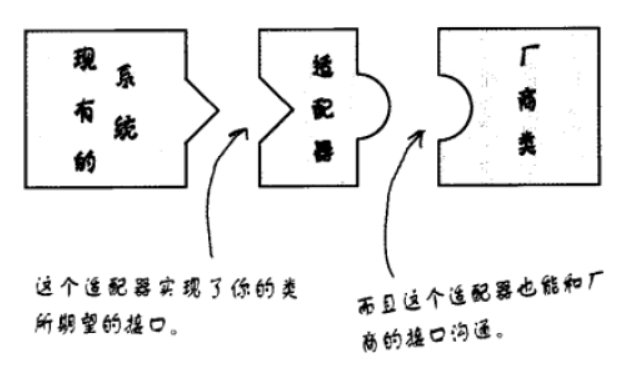 现有的
系统
适配器
厂商类
这个适配器实现了你的类
所期望的接口。
而且这个适配器也能和厂
商的接口沟通。